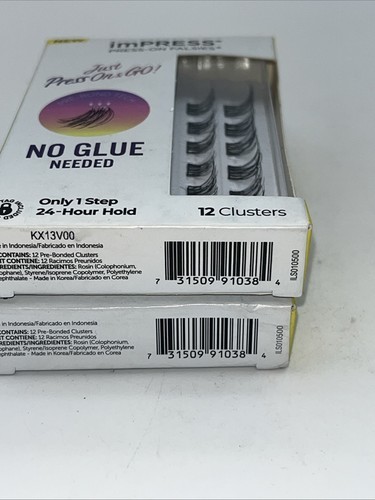 imPRESS®
PRESS-ON FALSIES®
Just
Press On & GO!
NO GLUE
NEEDED
Only 1 Step
24-Hour Hold
12 Clusters
KX13V00
in Indonesia/Fabricado en Indonesia
CONTAINS: 12 Pre-Bonded Clusters
CONTIENE: 12 Racimos Preunidos
REDIENTS/INGREDIENTES: Rosin (Colophonium,
Styrene/Isoprene Copolymer, Polyethylene
ephthalate - Made in Korea/Fabricado en Corea
7 31509 91038 4
ILS010500
in Indonesia/Fabricado en Indonesia
CONTAINS: 12 Pre-Bonded Clusters
CONTIENE: 12 Racimos Preunidos
REDIENTS/INGREDIENTES: Rosin (Colophonium,
Styrene/Isoprene Copolymer, Polyethylene
ephthalate - Made in Korea/Fabricado en Corea
7 31509 91038 4
ILS010500